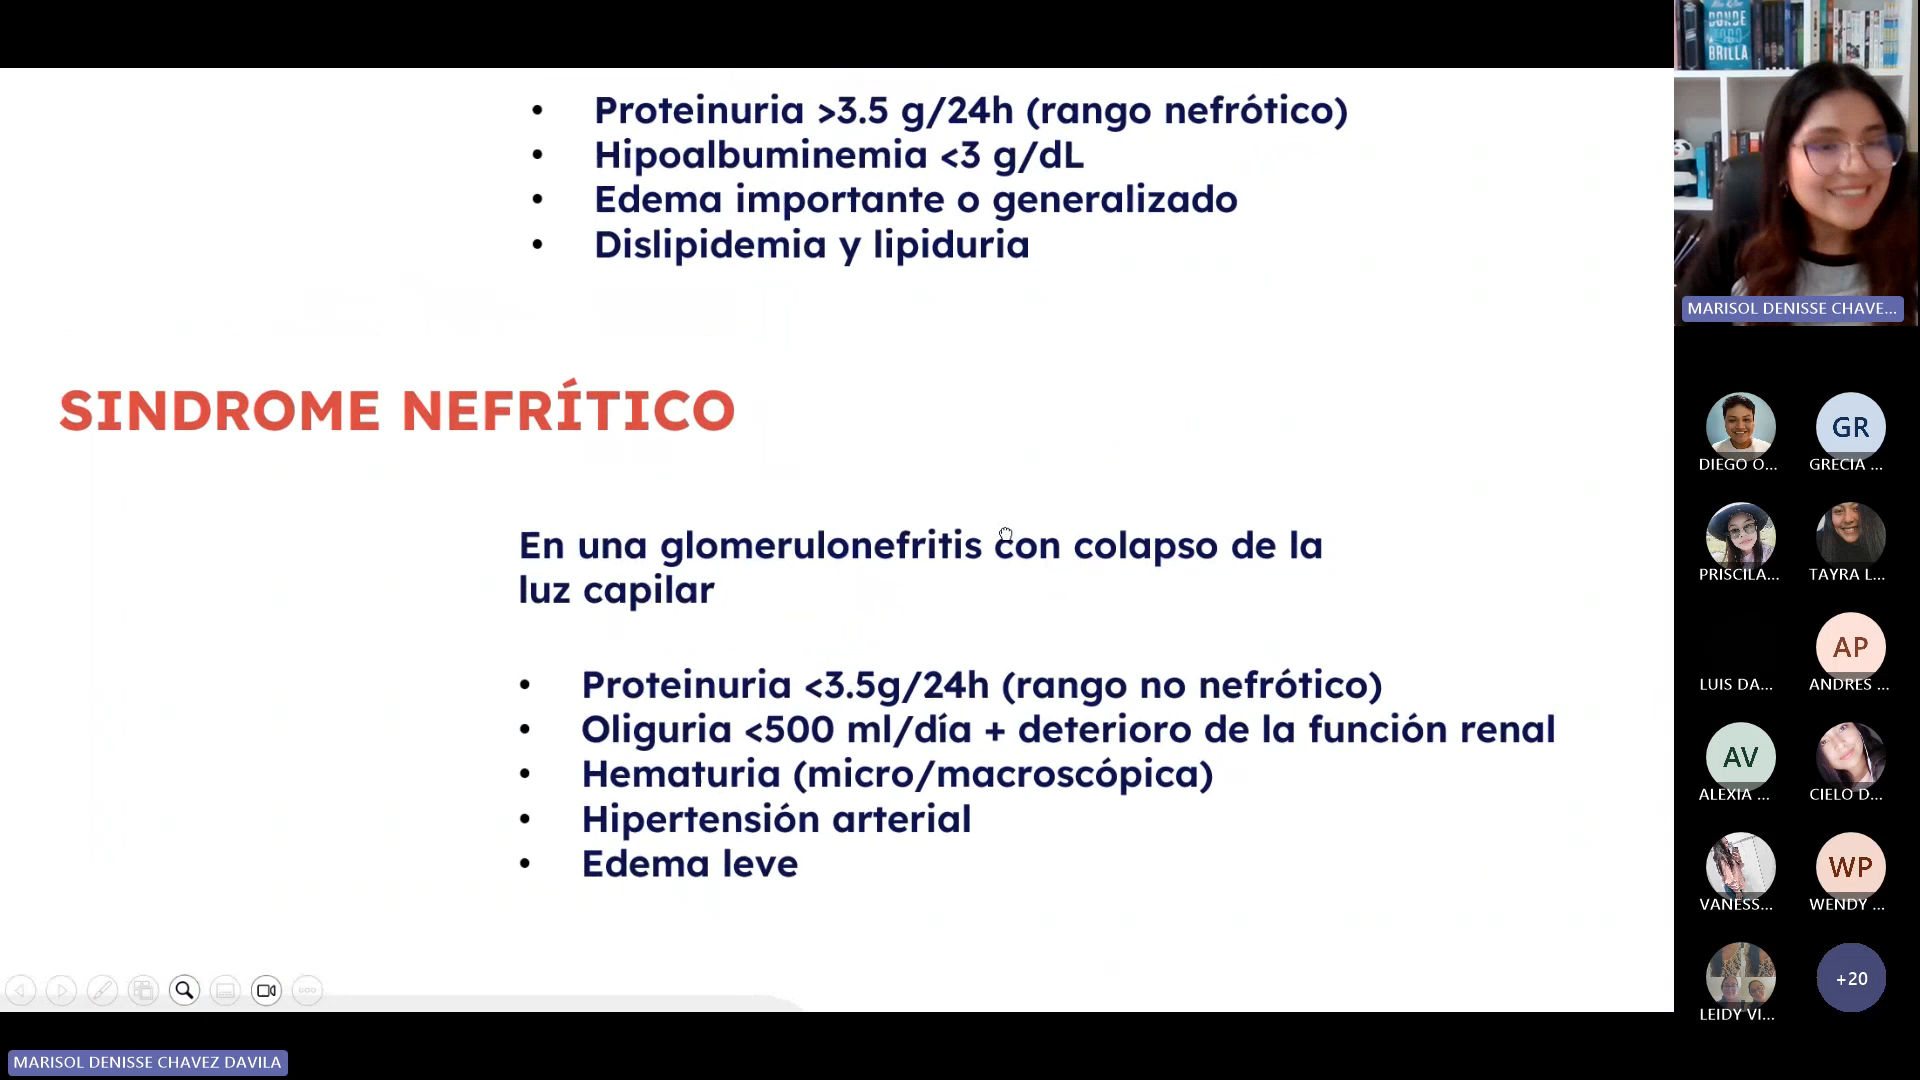 • Proteinuria >3.5 g/24h (rango nefrótico)
• Hipoalbuminemia <3 g/dL
• Edema importante o generalizado
• Dislipidemia y lipiduria
SINDROME NEFRÍTICO
En una glomerulonefritis con colapso de la
luz capilar
• Proteinuria <3.5g/24h (rango no nefrótico)
• Oliguria <500 ml/día + deterioro de la función renal
• Hematuria (micro/macroscópica)
• Hipertensión arterial
• Edema leve
MARISOL DENISSE CHAVEZ DAVILA
DONDE
TODO
BRILLA
MARISOL DENISSE CHAVE...
DIEGO O...
GR
GRECIA ...
PRISCILA...
TAYRA L...
LUIS DA...
AP
ANDRES ...
AV
ALEXIA ...
CIELO D...
VANESS...
WP
WENDY ...
LEIDY VI...
+20